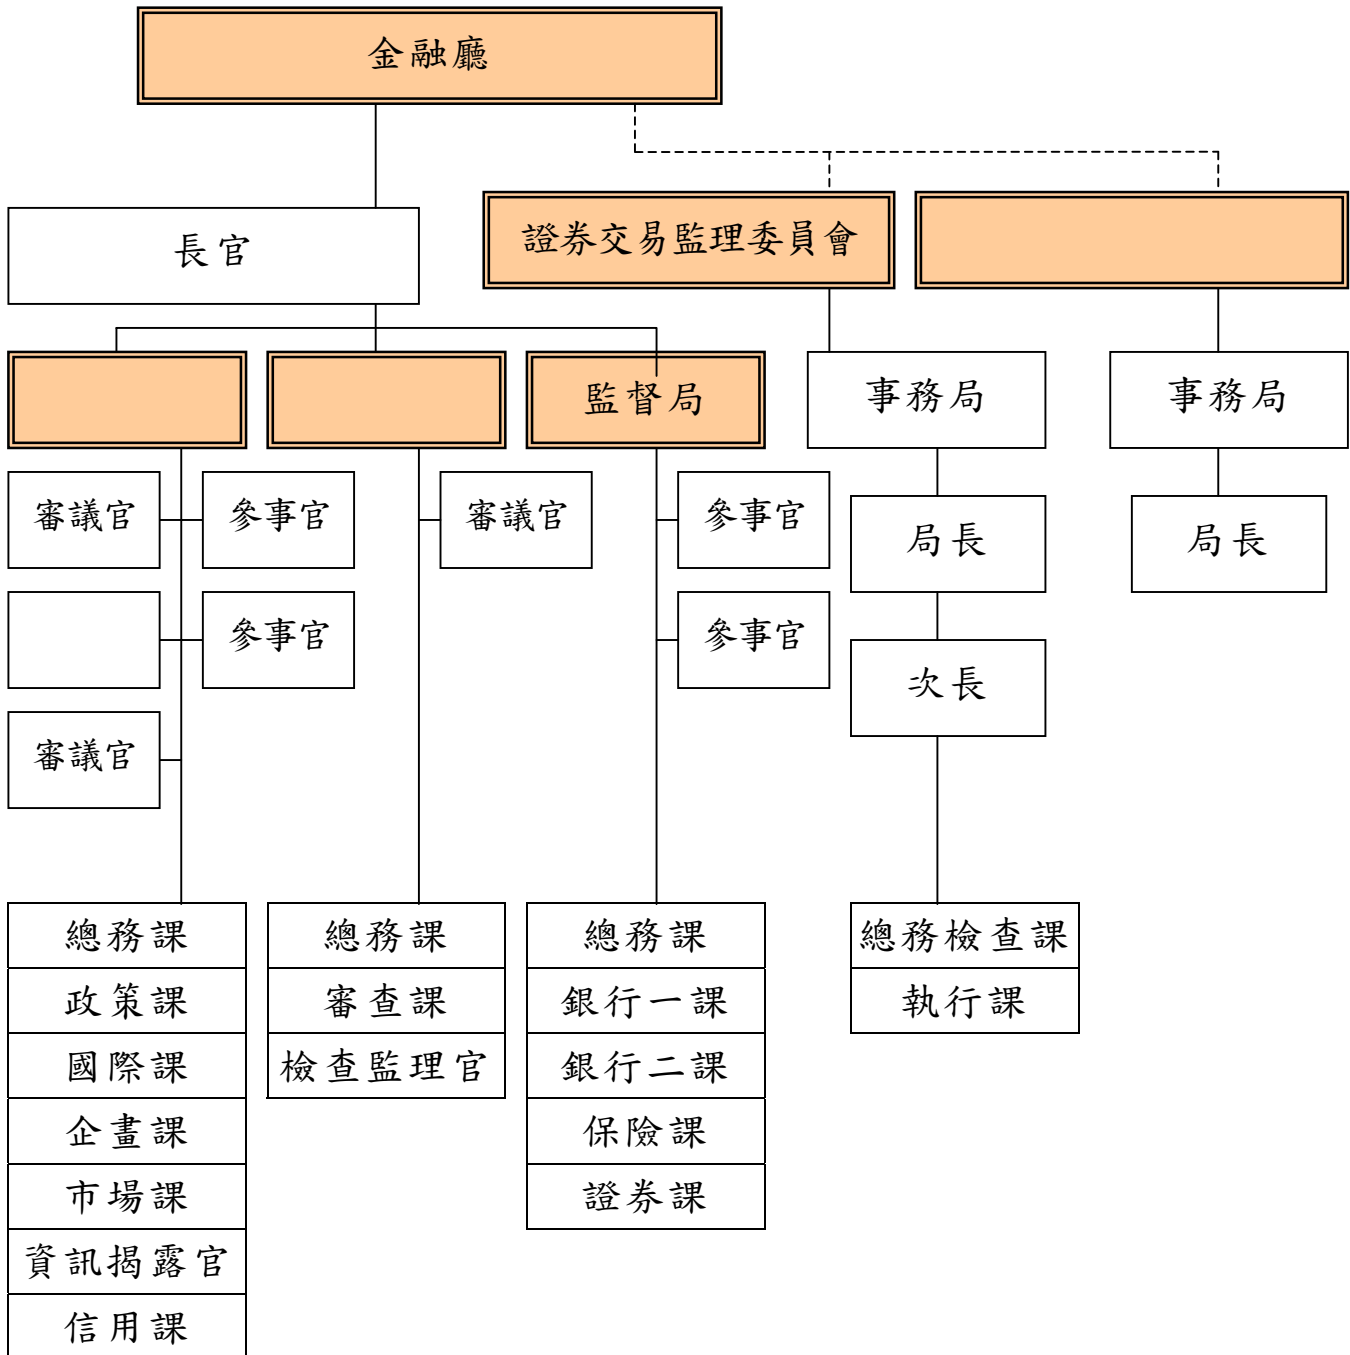 金融廳
長官
證券交易監理委員會
監督局
事務局
事務局
審議官
參事官
審議官
參事官
局長
局長
參事官
參事官
次長
審議官
總務課
政策課
國際課
企畫課
市場課
資訊揭露官
信用課
總務課
審查課
檢查監理官
總務課
銀行一課
銀行二課
保險課
證券課
總務檢查課
執行課